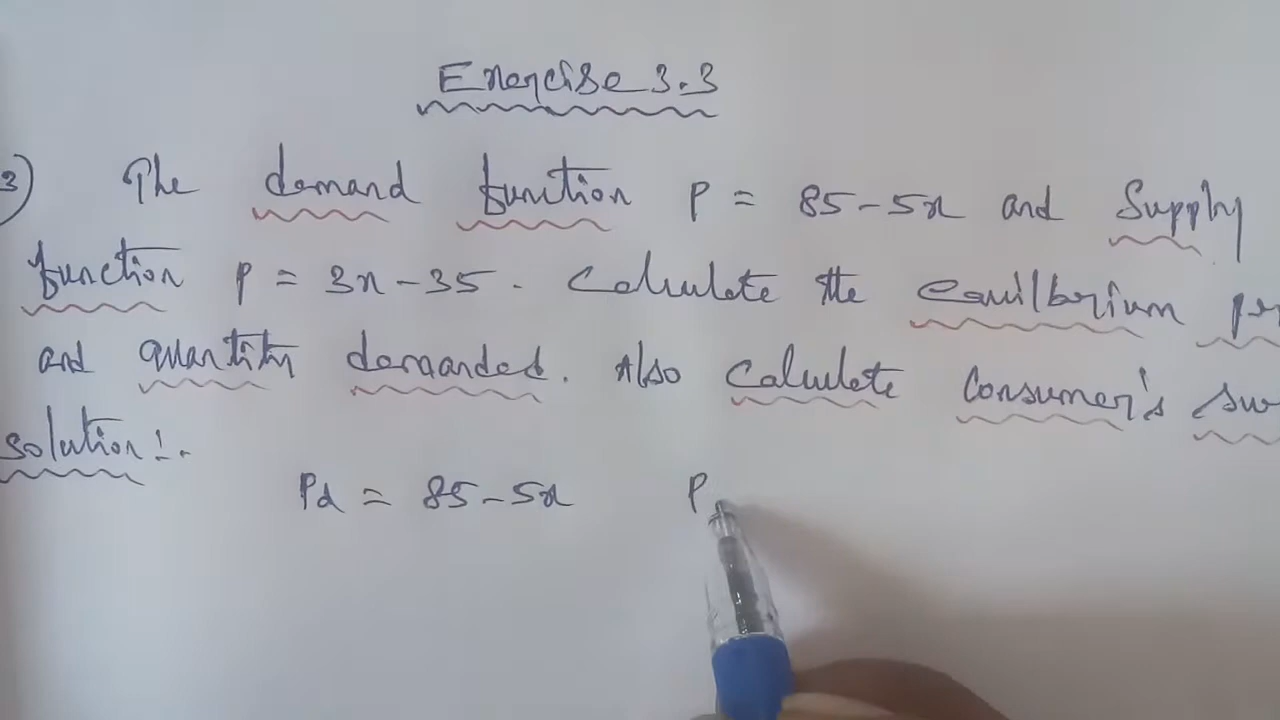 Exercise 3.3
3) The demand function P = 85-5x and Supply
function P = 3x-35. Calculate the equilbrium
and quantity demanded. Also Calculate Consumer's
solution:-
Pd = 85-5x P